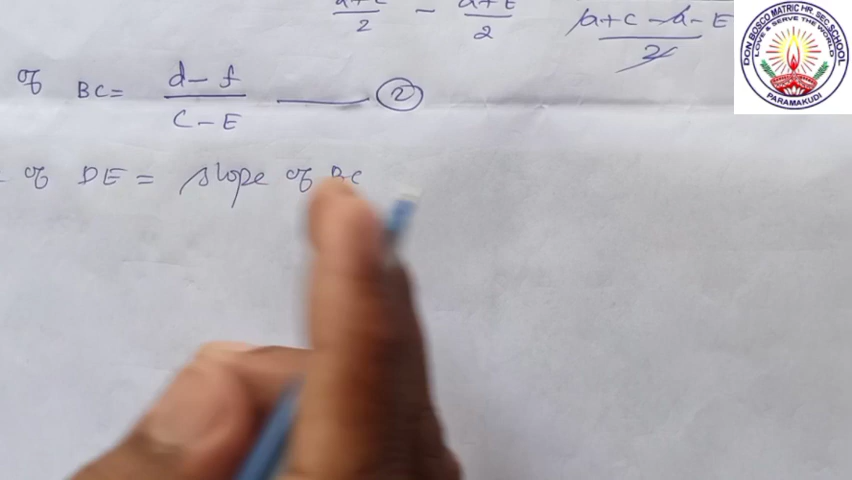 2 - 2
a+c-a-E
2
of BC= d-f
C-E ②
of DE = slope of BC
DON BOSCO MATRIC HR. SEC. SCHOOL
LOVE & SERVE THE WORLD
PARAMAKUDI